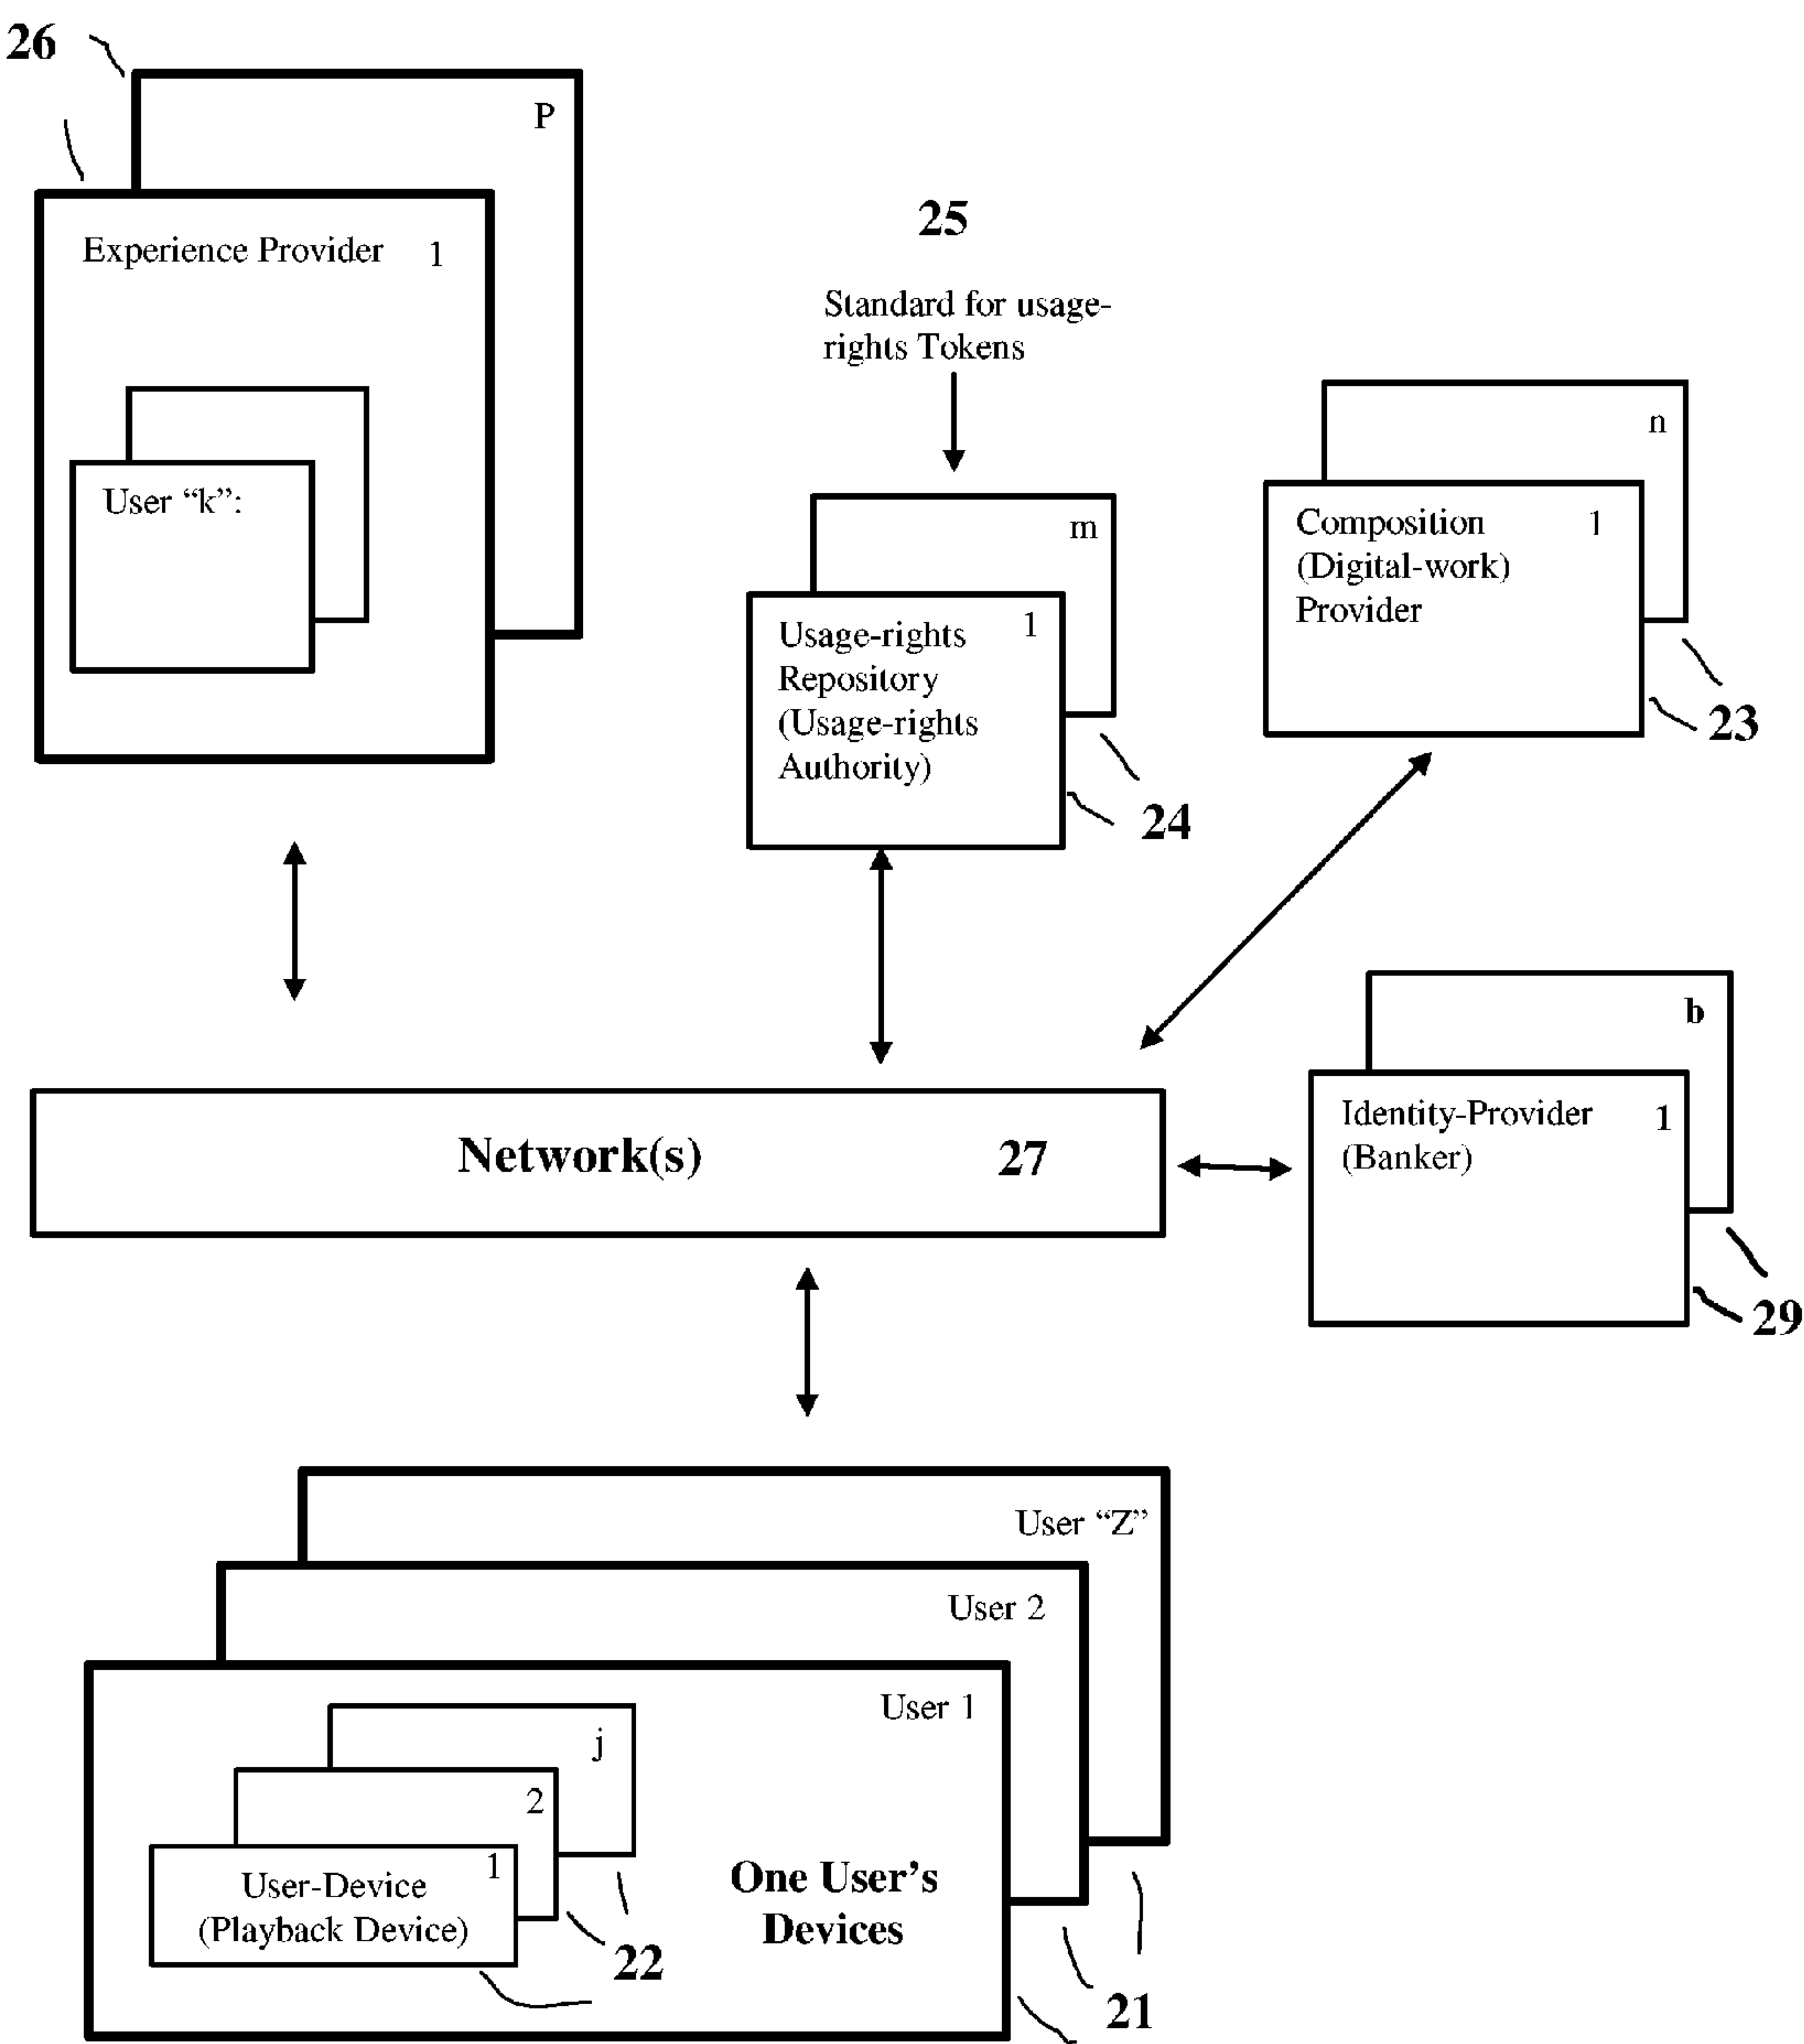 26
P
Experience Provider 1
User “k”:
25
Standard for usage-
rights Tokens
m
Usage-rights 1
Repository
(Usage-rights
Authority)
24
n
Composition 1
(Digital-work)
Provider
23
b
Identity-Provider 1
(Banker)
29
Network(s) 27
User “Z”
User 2
User 1
j
2
1
User-Device
(Playback Device)
22
One User’s
Devices
21